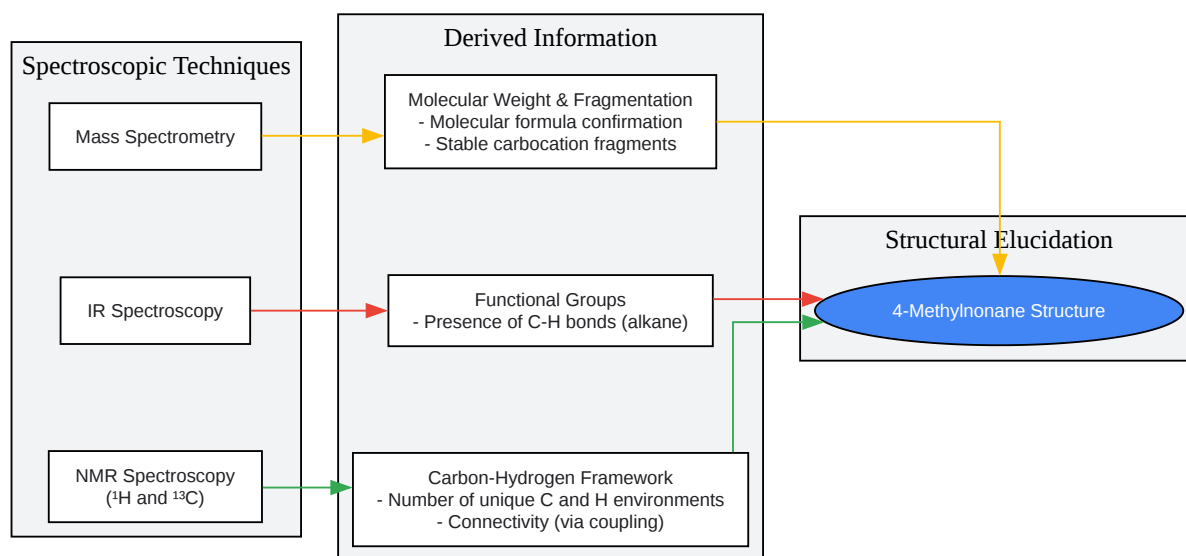 Spectroscopic Techniques
Mass Spectrometry
IR Spectroscopy
NMR Spectroscopy
(¹H and ¹³C)
Derived Information
Molecular Weight & Fragmentation
- Molecular formula confirmation
- Stable carbocation fragments
Functional Groups
- Presence of C-H bonds (alkane)
Carbon-Hydrogen Framework
- Number of unique C and H environments
- Connectivity (via coupling)
Structural Elucidation
4-Methylnonane Structure